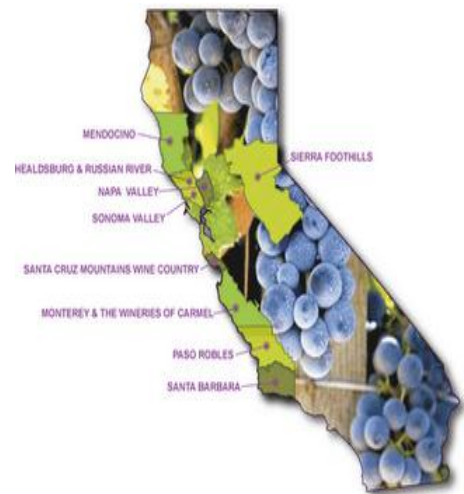 MENDOCINO
SIERRA FOOTHILLS
HEALDSBURG & RUSSIAN RIVER
NAPA VALLEY
SONOMA VALLEY
SANTA CRUZ MOUNTAINS WINE COUNTRY
MONTEREY & THE WINERIES OF CARMEL
PASO ROBLES
SANTA BARBARA